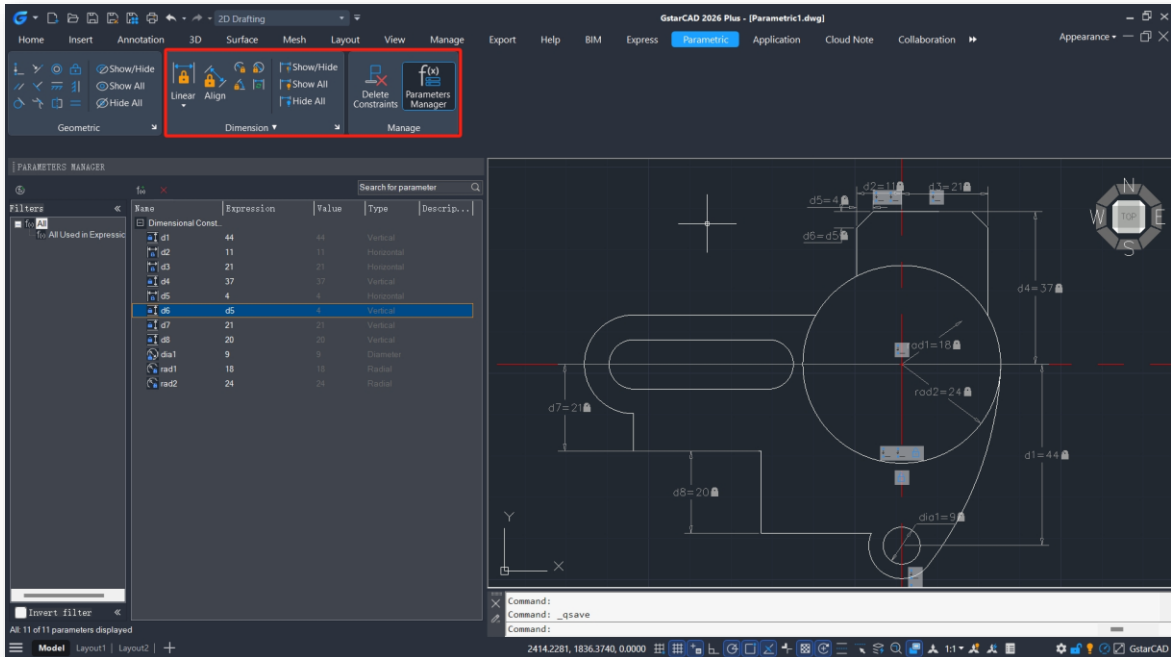 2D Drafting
GstarCAD 2026 Plus - [Parametric1.dwg]
Home Insert Annotation 3D Surface Mesh Layout View Manage Export Help BIM Express Parametric Application Cloud Note Collaboration Appearance
Show/Hide
Show All
Hide All
Geometric
Linear Align
Show/Hide
Show All
Hide All
Dimension
Delete Constraints
f(x)
Parameters Manager
Manage
PARAMETERS MANAGER
Search for parameter
Filters «
All
All Used in Expressic
Name Expression Value Type Descrip...
Dimensional Const..
d1 44 44 Vertical
d2 11 11 Horizontal
d3 21 21 Horizontal
d4 37 37 Vertical
d5 4 4 Horizontal
d6 d5 4 Vertical
d7 21 21 Vertical
d8 20 20 Vertical
dia1 9 9 Diameter
rad1 18 18 Radial
rad2 24 24 Radial
d2=11
d3=21
d5=4
d6=d5
d4=37
d7=21
rad2=24
d1=44
d8=20
dia1=9
Y
X
N
W TOP E
S
Invert filter «
All: 11 of 11 parameters displayed
Command:
Command: _qsave
Command:
Model Layout1 Layout2 +
2414.2281, 1836.3740, 0.0000
1:1
GstarCAD